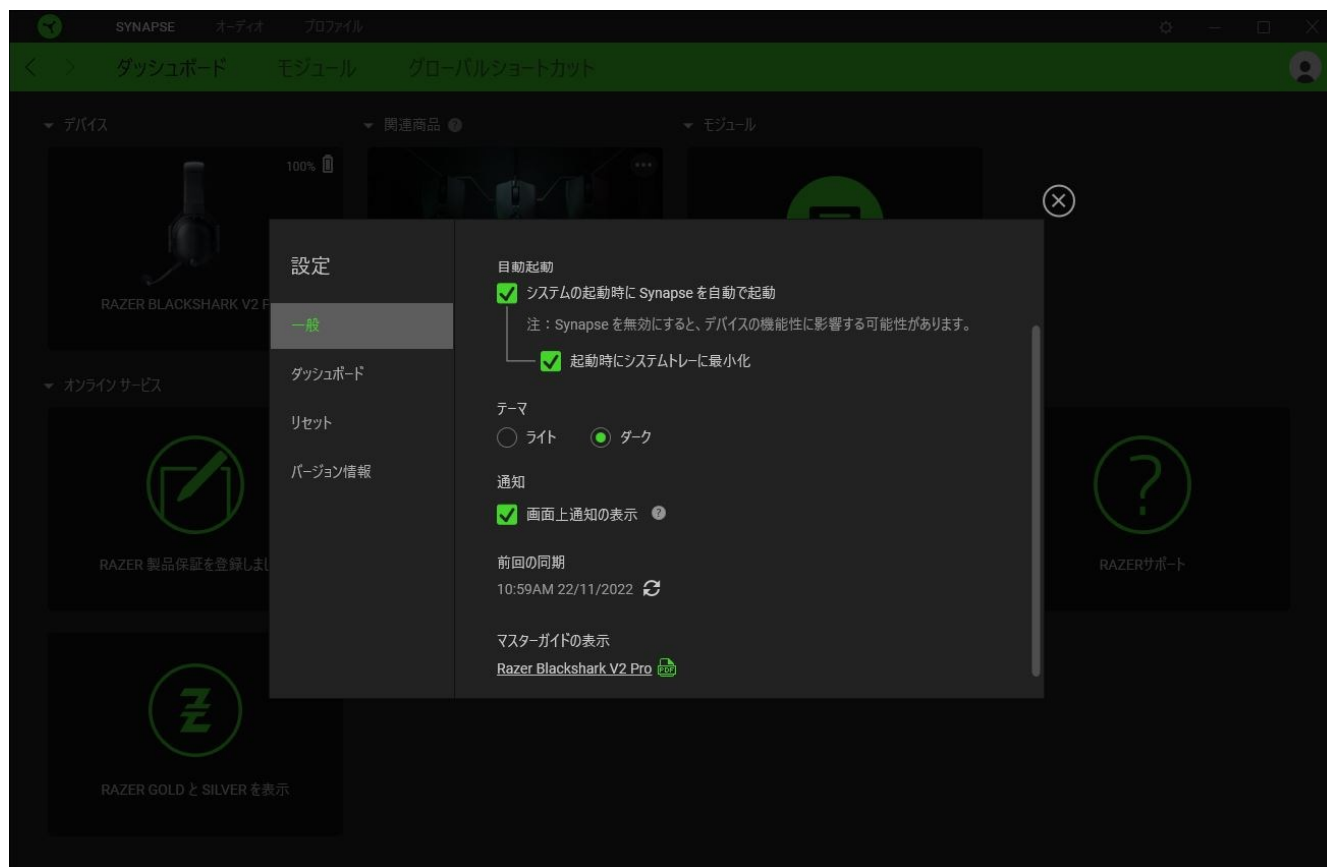 SYNAPSE オーディオ プロファイル
ダッシュボード モジュール グローバルショートカット
デバイス 関連商品 モジュール
100%
RAZER BLACKSHARK V2 P
オンライン サービス
RAZER 製品保証を登録しまし
RAZERサポート
RAZER GOLD と SILVER を表示
設定
一般
ダッシュボード
リセット
バージョン情報
自動起動
システムの起動時に Synapse を自動で起動
注：Synapse を無効にすると、デバイスの機能性に影響する可能性があります。
起動時にシステムトレーに最小化
テーマ
ライト ダーク
通知
画面上通知の表示
前回の同期
10:59AM 22/11/2022
マスターガイドの表示
Razer Blackshark V2 Pro PDF